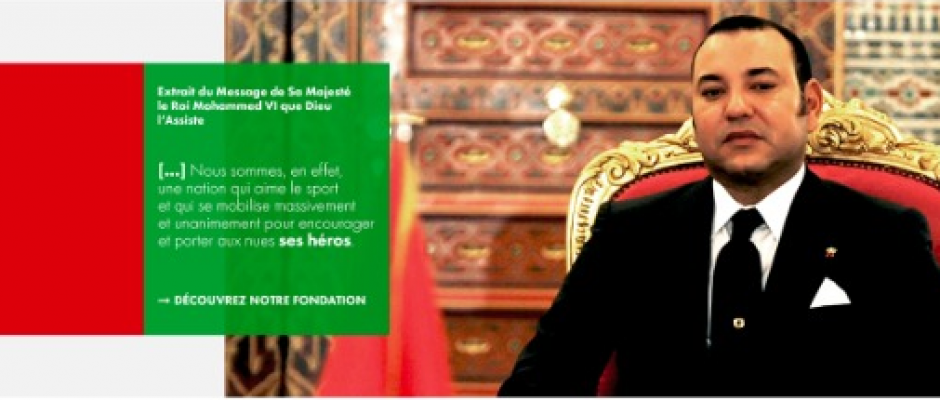 Extrait du Message de Sa Majesté
le Roi Mohammed VI que Dieu
l'Assiste
[...] Nous sommes, en effet,
une nation qui aime le sport
et qui se mobilise massivement
et unanimement pour encourager
et porter aux nues ses héros.
→ DÉCOUVREZ NOTRE FONDATION